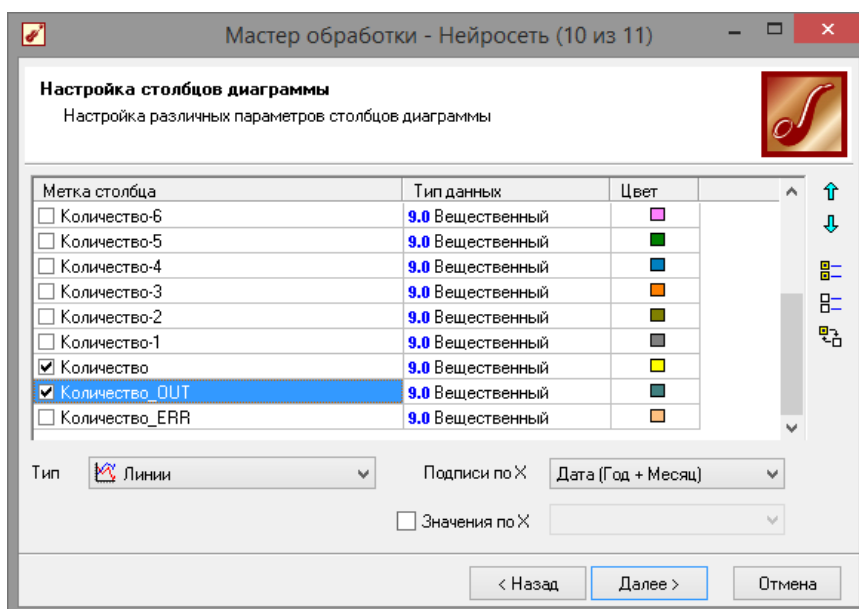 Мастер обработки - Нейросеть (10 из 11)
Настройка столбцов диаграммы
Настройка различных параметров столбцов диаграммы
Метка столбца Тип данных Цвет
Количество-6 9.0 Вещественный
Количество-5 9.0 Вещественный
Количество-4 9.0 Вещественный
Количество-3 9.0 Вещественный
Количество-2 9.0 Вещественный
Количество-1 9.0 Вещественный
Количество 9.0 Вещественный
Количество_OUT 9.0 Вещественный
Количество_ERR 9.0 Вещественный
Тип Линии Подписи по X Дата (Год + Месяц)
Значения по X
< Назад Далее > Отмена